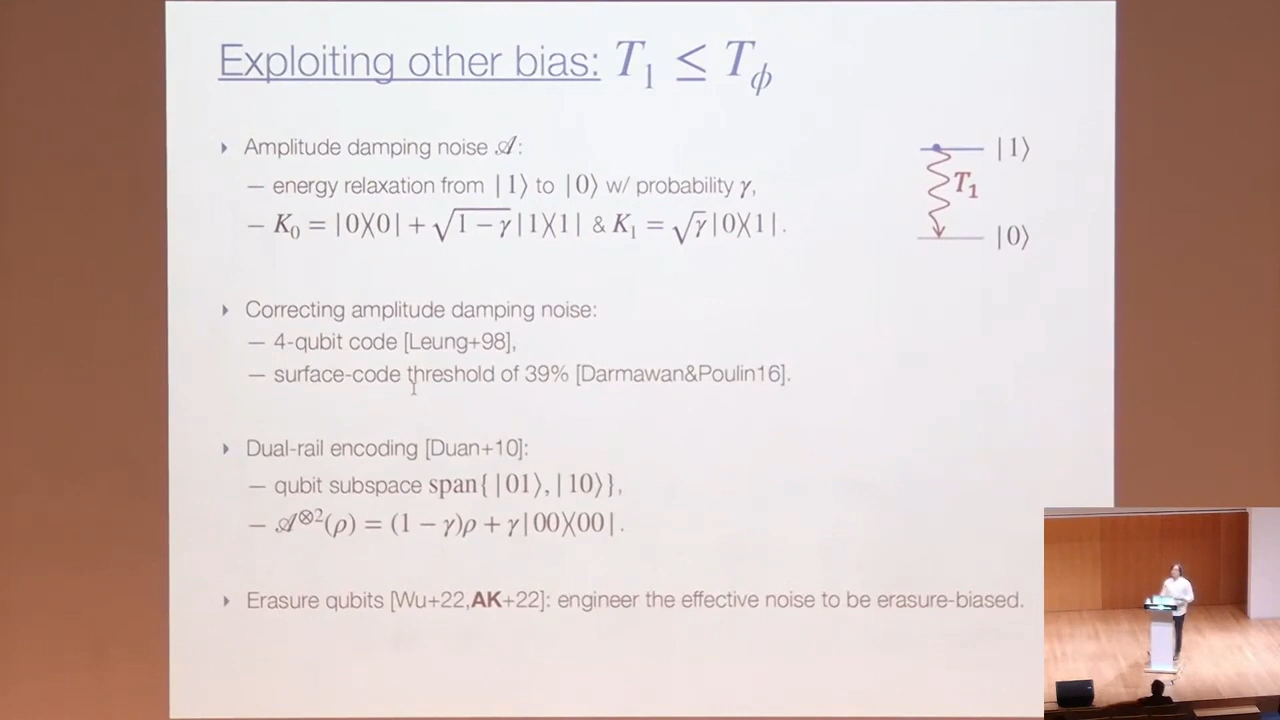 Exploiting other bias: T₁ ≤ T_ϕ
‣ Amplitude damping noise 𝒜:
– energy relaxation from |1⟩ to |0⟩ w/ probability γ,
– K₀ = |0⟩⟨0| + √(1 − γ)|1⟩⟨1| & K₁ = √γ|0⟩⟨1|.
|1⟩
T₁
|0⟩
‣ Correcting amplitude damping noise:
– 4-qubit code [Leung+98],
– surface-code threshold of 39% [Darmawan&Poulin16].
‣ Dual-rail encoding [Duan+10]:
– qubit subspace span{|01⟩, |10⟩},
– 𝒜^⊗2(ρ) = (1 − γ)ρ + γ|00⟩⟨00|.
‣ Erasure qubits [Wu+22,AK+22]: engineer the effective noise to be erasure-biased.